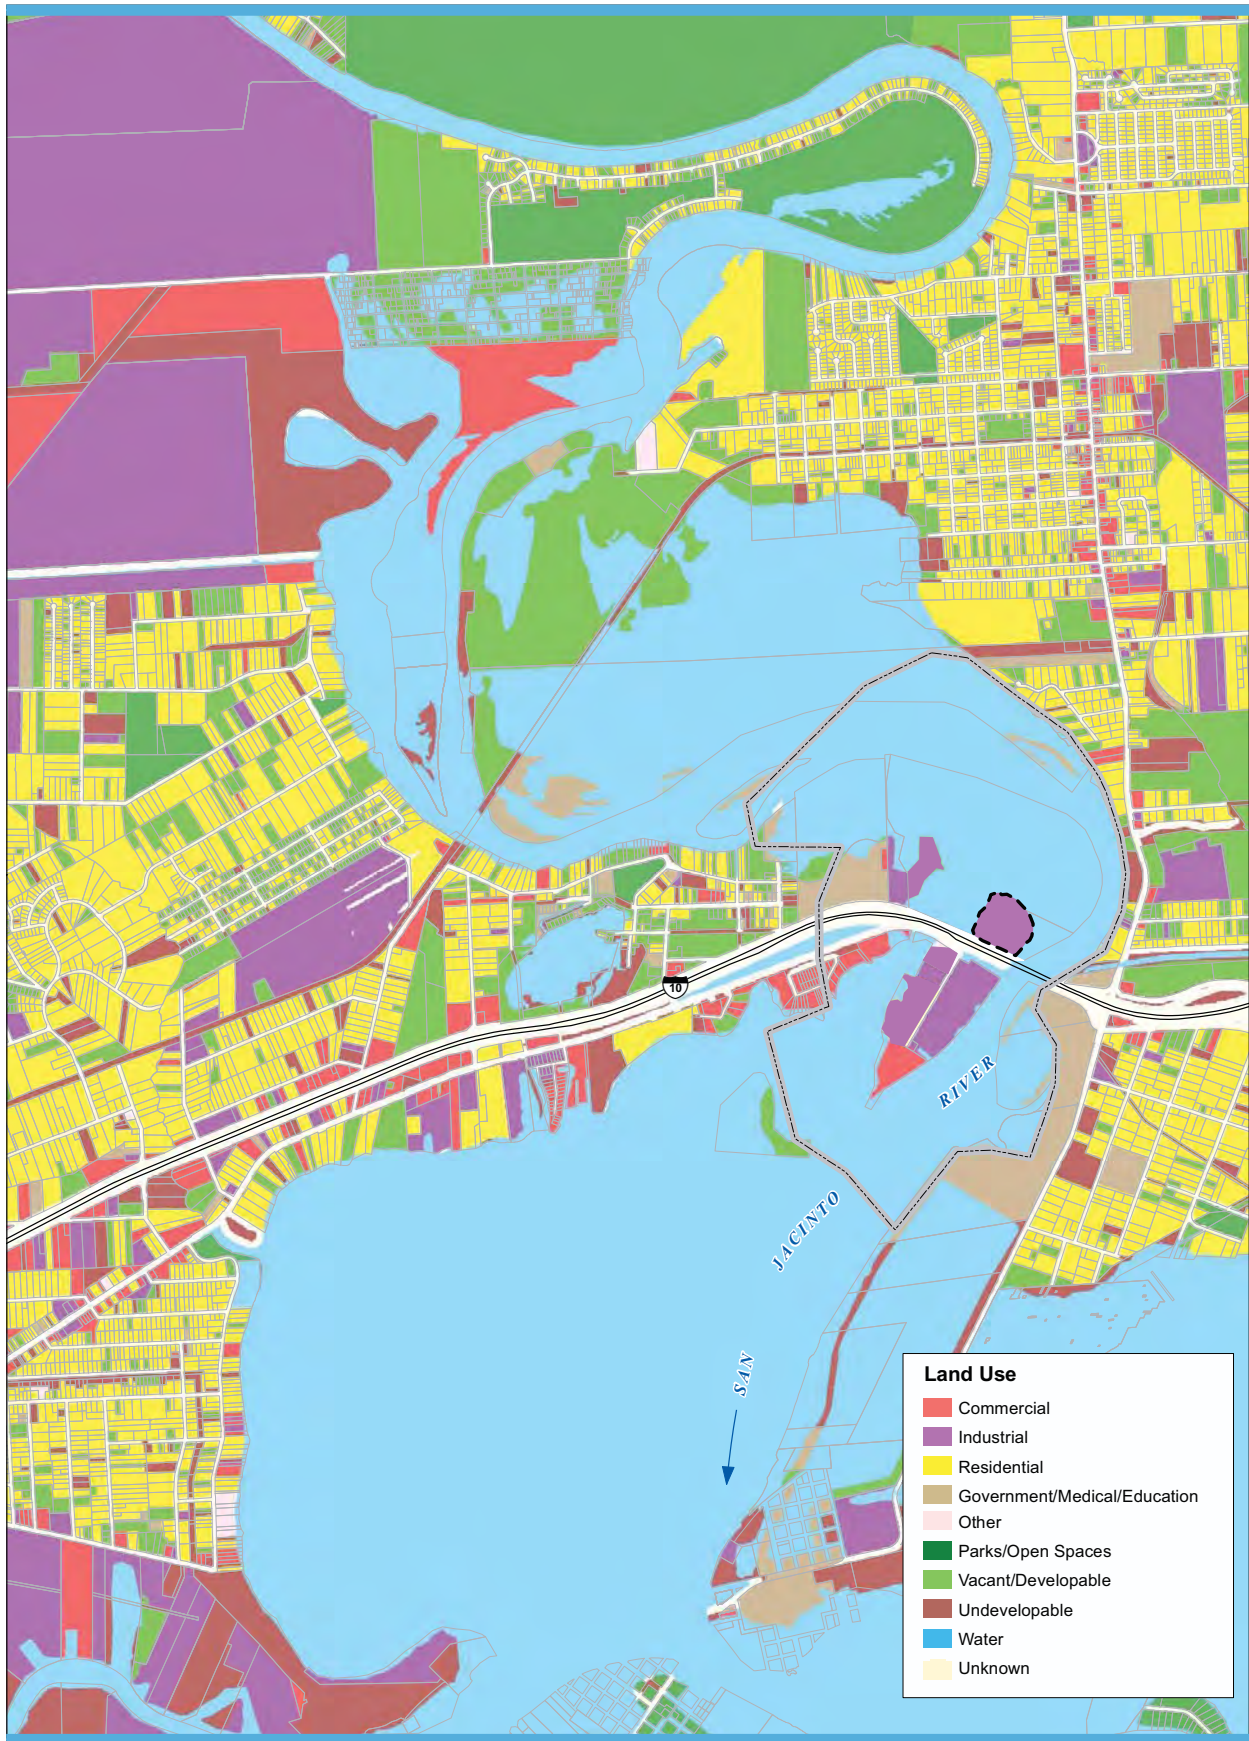 10
RIVER
JACINTO
SAN
Land Use
Commercial
Industrial
Residential
Government/Medical/Education
Other
Parks/Open Spaces
Vacant/Developable
Undevelopable
Water
Unknown